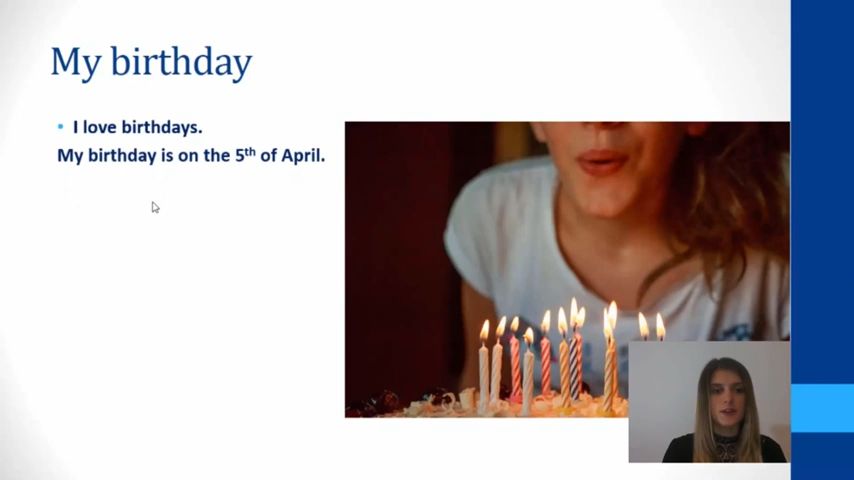 My birthday
• I love birthdays.
My birthday is on the 5th of April.